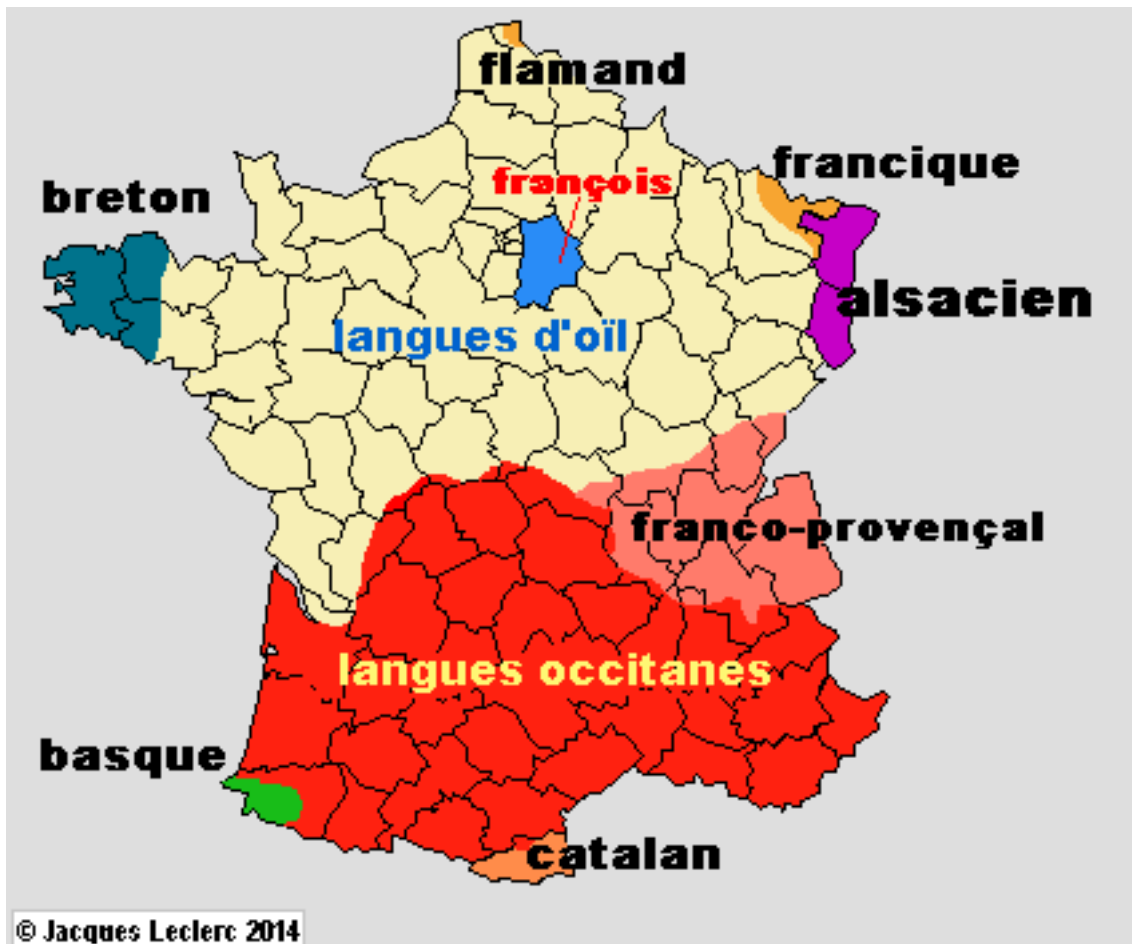 flamand
francique
françois
breton
alsacien
langues d'oïl
franco-provençal
langues occitanes
basque
catalan
© Jacques Leclerc 2014